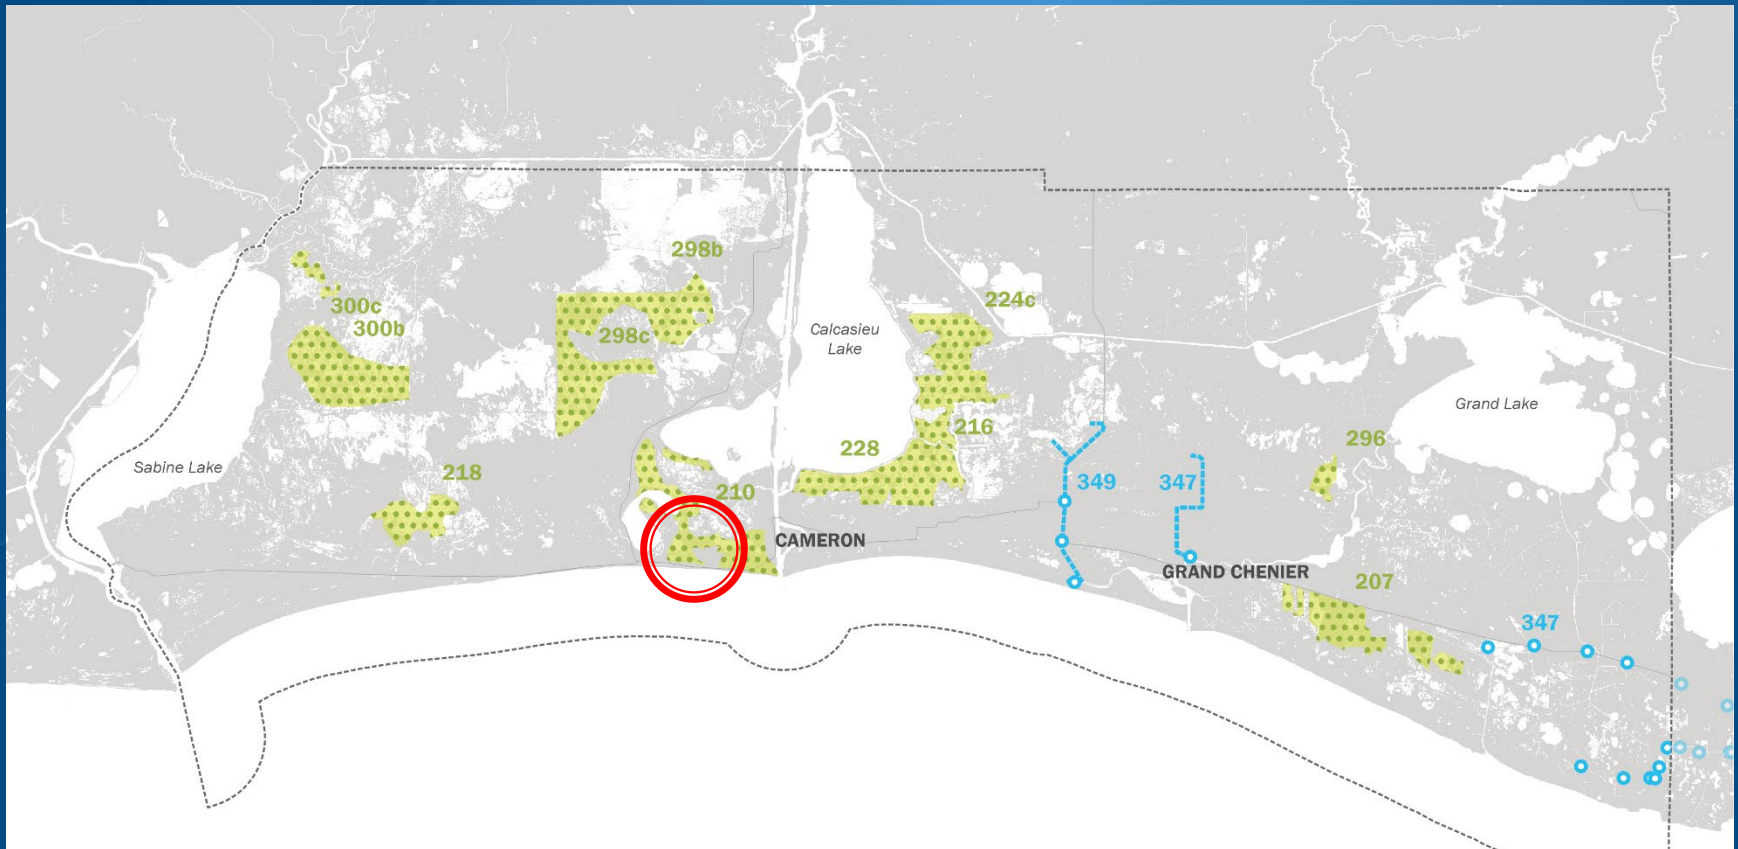 298b
224c
300c
300b
298c
Calcasieu
Lake
Grand Lake
216
296
228
Sabine Lake
218
349
347
210
CAMERON
GRAND CHENIER
207
347